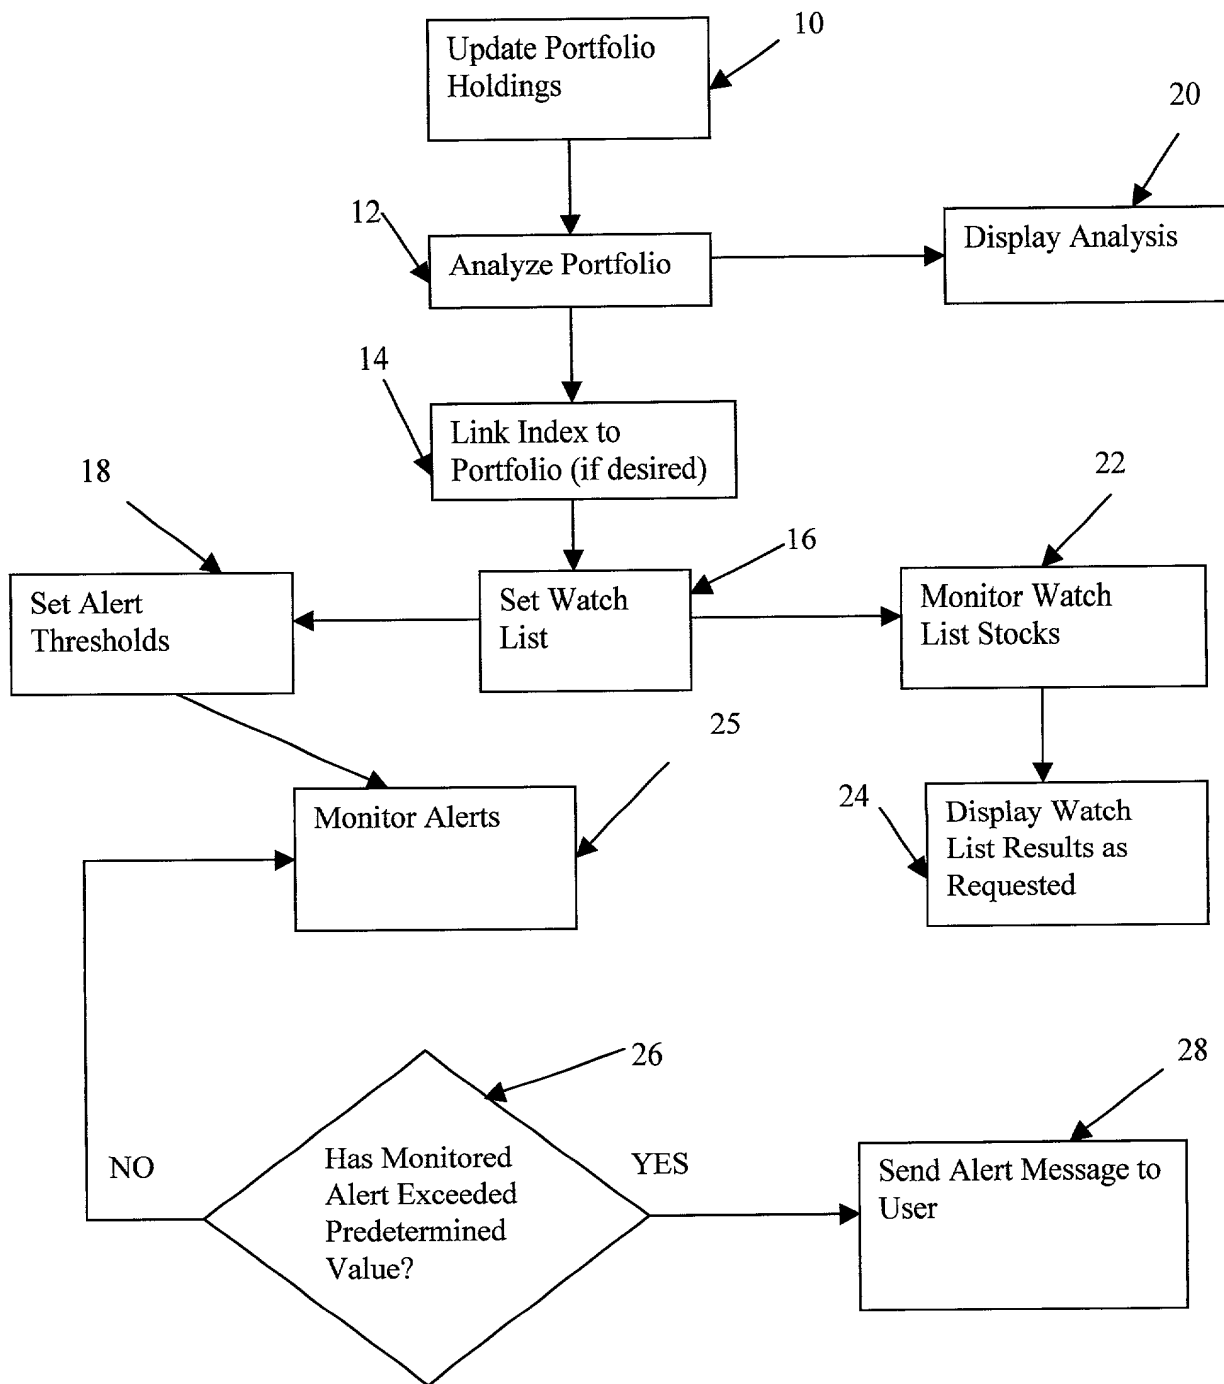 10
Update Portfolio
Holdings
20
12
Analyze Portfolio
Display Analysis
14
Link Index to
Portfolio (if desired)
18
22
16
Set Alert
Thresholds
Set Watch
List
Monitor Watch
List Stocks
25
Monitor Alerts
24
Display Watch
List Results as
Requested
26
28
NO
Has Monitored
Alert Exceeded
Predetermined
Value?
YES
Send Alert Message to
User